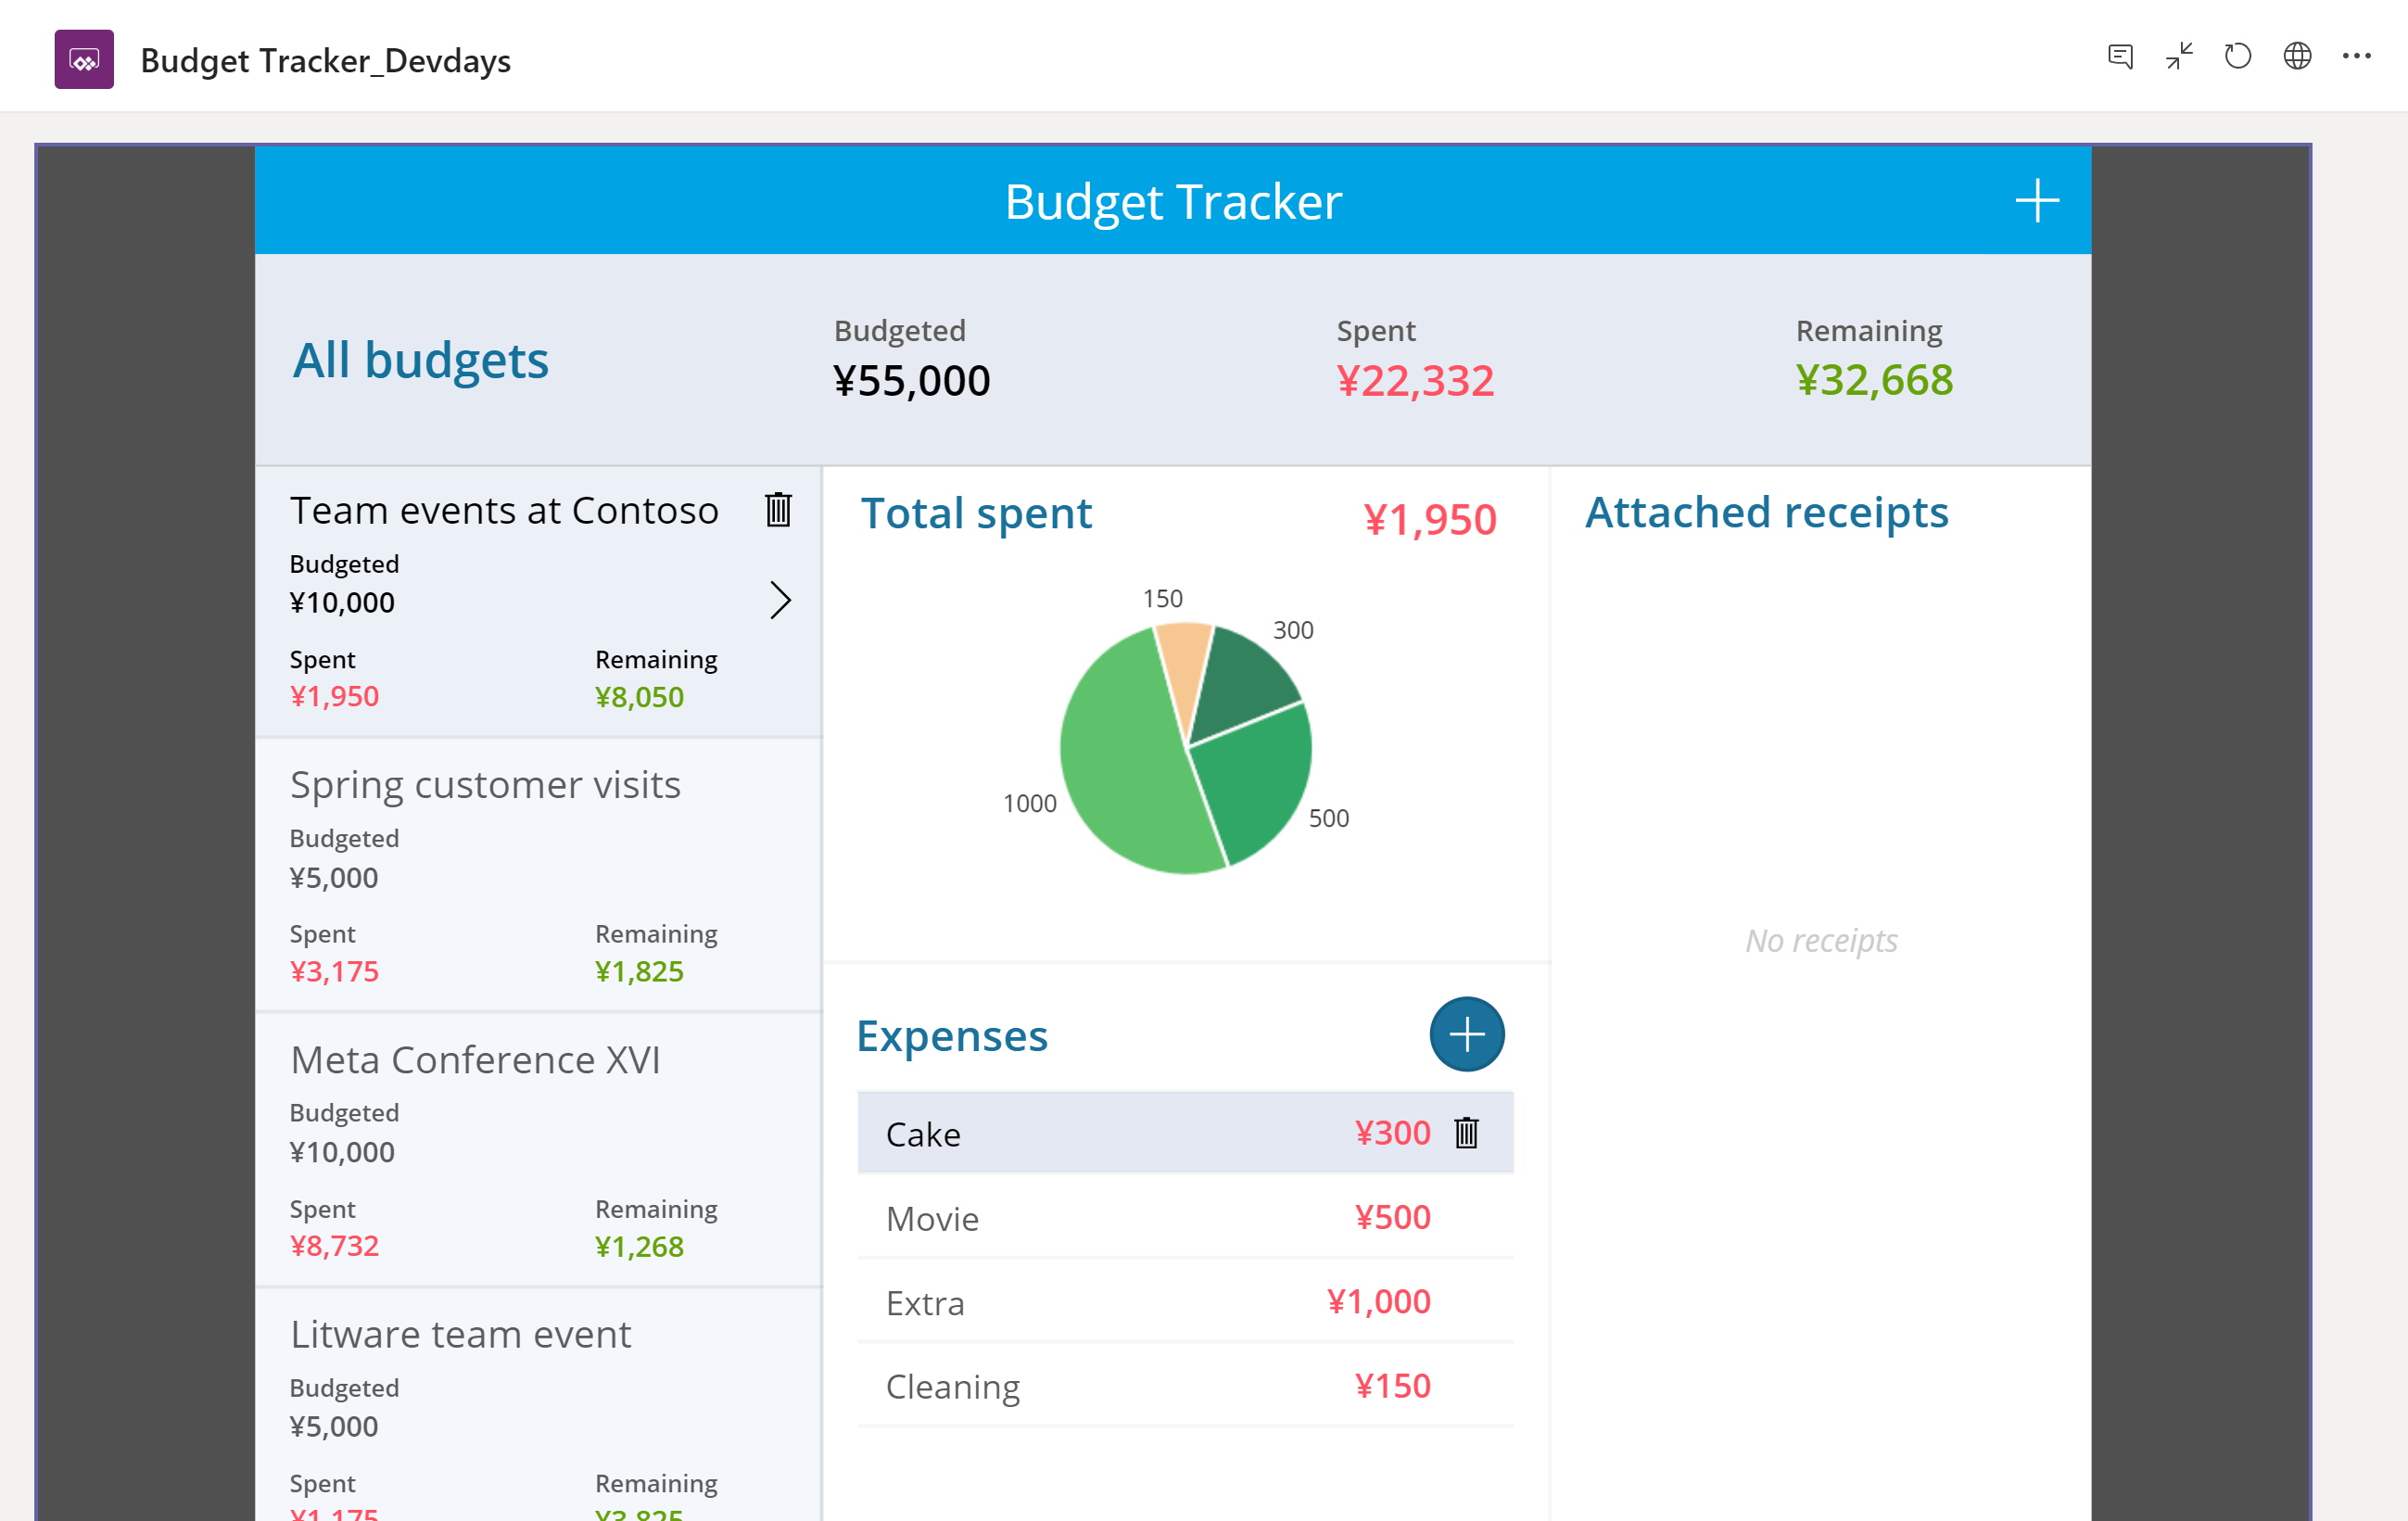 Budget Tracker_Devdays
Budget Tracker
All budgets
Budgeted
¥55,000
Spent
¥22,332
Remaining
¥32,668
Team events at Contoso
Budgeted
¥10,000
Spent
¥1,950
Remaining
¥8,050
Spring customer visits
Budgeted
¥5,000
Spent
¥3,175
Remaining
¥1,825
Meta Conference XVI
Budgeted
¥10,000
Spent
¥8,732
Remaining
¥1,268
Litware team event
Budgeted
¥5,000
Spent
¥1,175
Remaining
¥3,825
Total spent
¥1,950
150
300
1000
500
Expenses
Cake ¥300
Movie ¥500
Extra ¥1,000
Cleaning ¥150
Attached receipts
No receipts